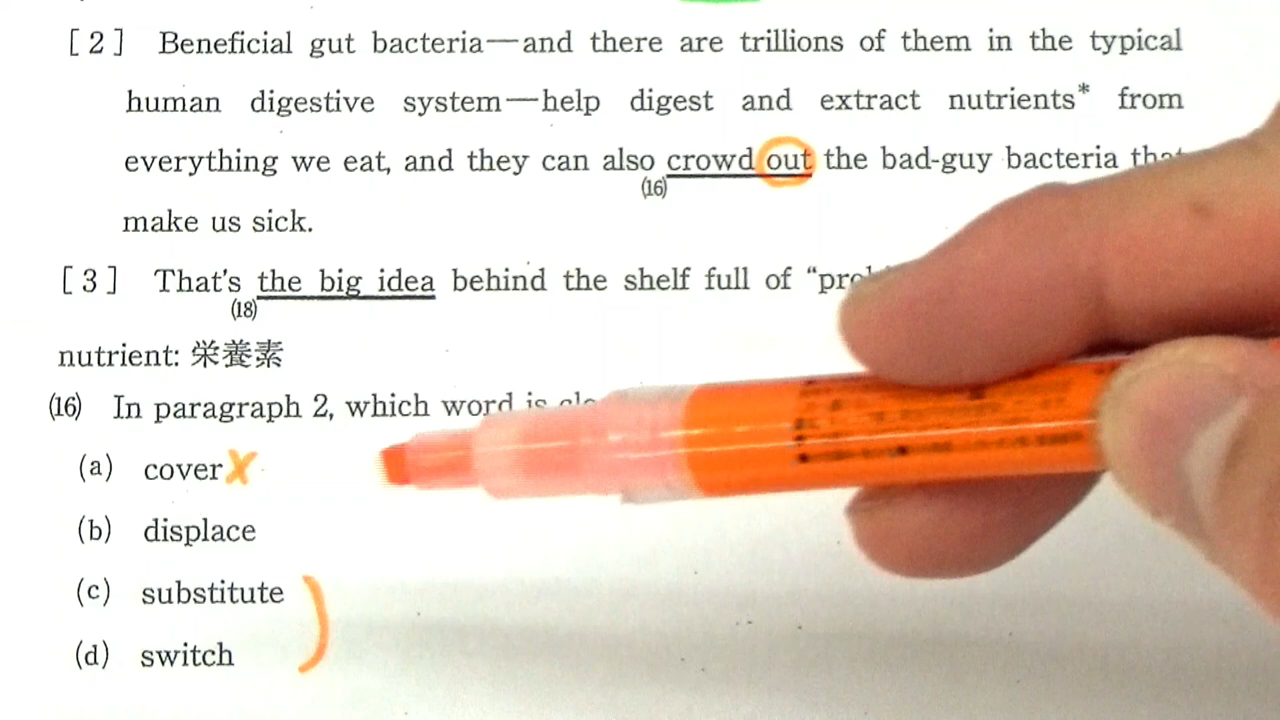 [2] Beneficial gut bacteria—and there are trillions of them in the typical
human digestive system—help digest and extract nutrients* from
everything we eat, and they can also crowd out the bad-guy bacteria that
(16)
make us sick.
[3] That's the big idea behind the shelf full of
(18)
nutrient: 栄養素
(16) In paragraph 2, which word is
(a) cover X
(b) displace
(c) substitute
(d) switch